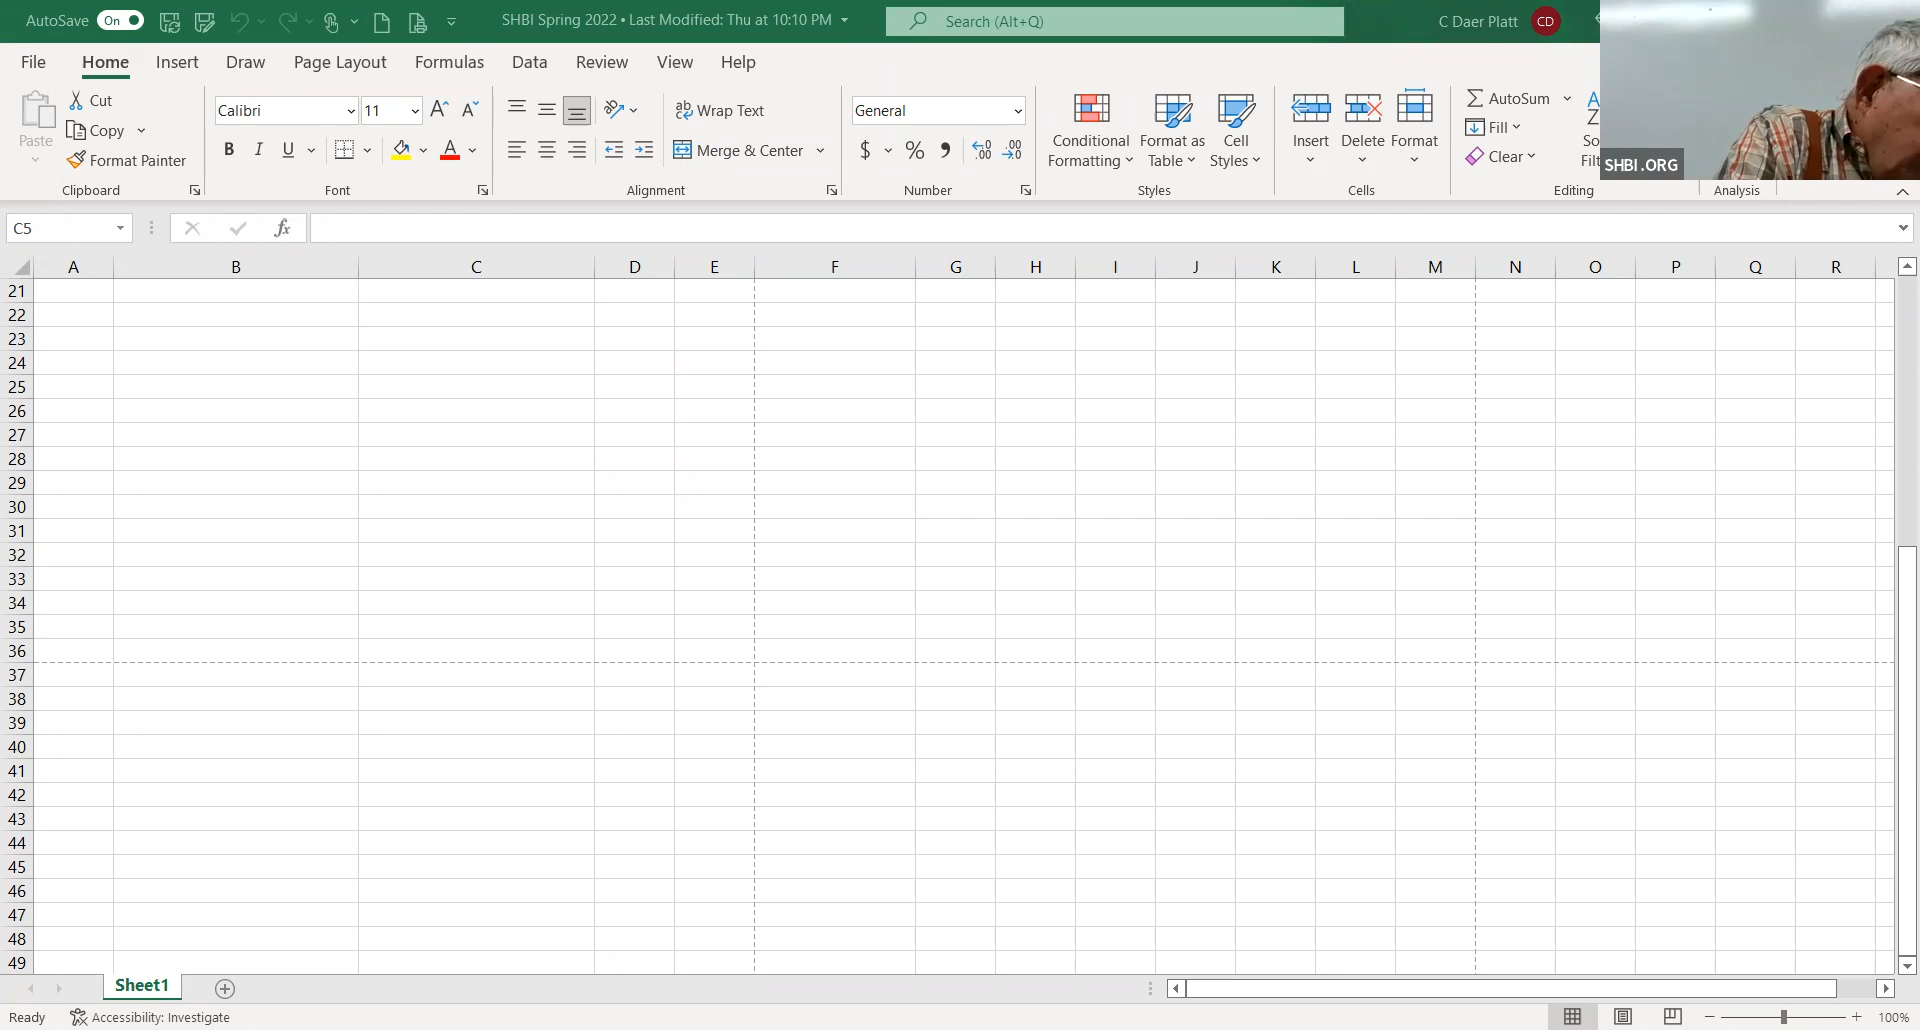 AutoSave On SHBI Spring 2022 • Last Modified: Thu at 10:10 PM Search (Alt+Q) C Daer Platt CD
File Home Insert Draw Page Layout Formulas Data Review View Help
Paste
Cut
Copy
Format Painter
Clipboard
Calibri 11
B I U A
Font
ab Wrap Text
Merge & Center
Alignment
General
$ % 9 .00 .00
Number
Conditional Formatting
Format as Table
Cell Styles
Styles
Insert Delete Format
Cells
AutoSum
Fill
Clear
Editing
Analysis
SHBI.ORG
C5 fx
A B C D E F G H I J K L M N O P Q R
21
22
23
24
25
26
27
28
29
30
31
32
33
34
35
36
37
38
39
40
41
42
43
44
45
46
47
48
49
Sheet1
Ready Accessibility: Investigate 100%